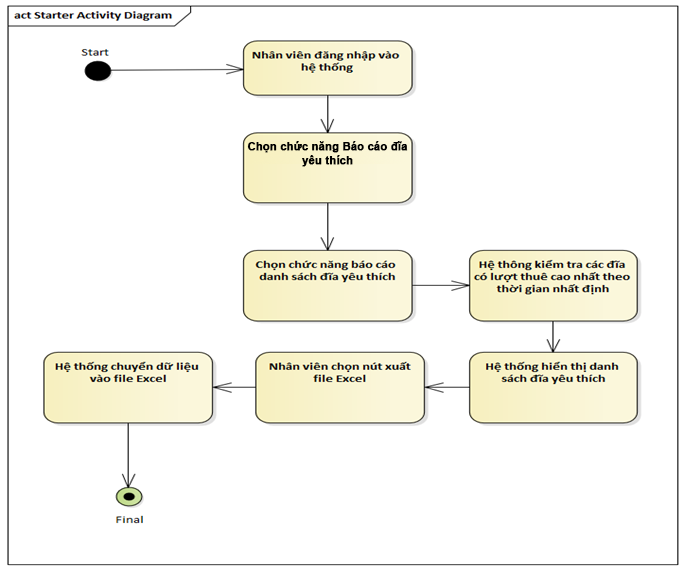 act Starter Activity Diagram
Start
Nhân viên đăng nhập vào
hệ thống
Chọn chức năng Báo cáo đĩa
yêu thích
Chọn chức năng báo cáo
danh sách đĩa yêu thích
Hệ thông kiểm tra các đĩa
có lượt thuê cao nhất theo
thời gian nhất định
Hệ thống hiển thị danh
sách đĩa yêu thích
Nhân viên chọn nút xuất
file Excel
Hệ thống chuyển dữ liệu
vào file Excel
Final